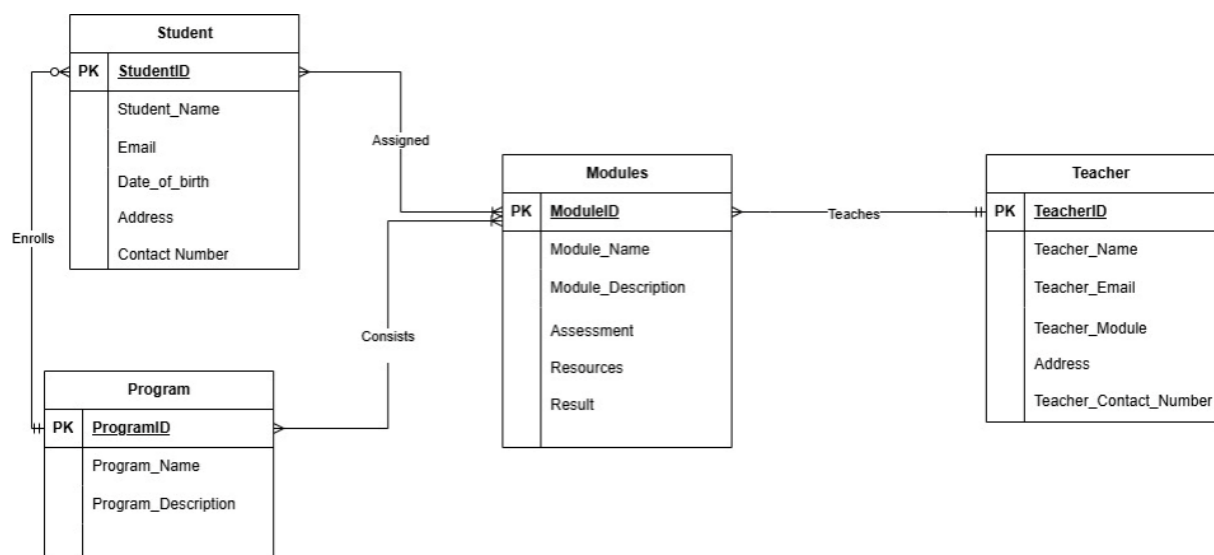 Student
PK StudentID
Student_Name
Email
Date_of_birth
Address
Contact Number
Assigned
Enrolls
Consists
Modules
PK ModuleID
Module_Name
Module_Description
Assessment
Resources
Result
Teaches
Teacher
PK TeacherID
Teacher_Name
Teacher_Email
Teacher_Module
Address
Teacher_Contact_Number
Program
PK ProgramID
Program_Name
Program_Description